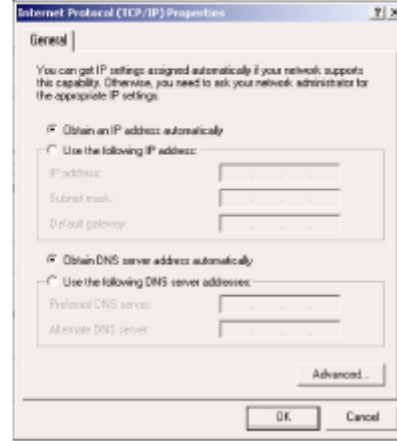 Internet Protocol (TCP/IP) Properties
General
You can get IP settings assigned automatically if your network supports
this capability. Otherwise, you need to ask your network administrator for
the appropriate IP settings.
Obtain an IP address automatically
Use the following IP address:
IP address:
Subnet mask:
Default gateway:
Obtain DNS server address automatically
Use the following DNS server addresses:
Preferred DNS server:
Alternate DNS server:
Advanced...
OK
Cancel